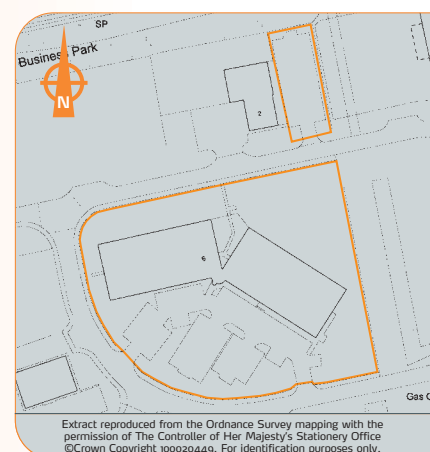 SP
Business Park
N
2
6
Gas G
Extract reproduced from the Ordnance Survey mapping with the
permission of The Controller of Her Majesty's Stationery Office
©Crown Copyright 100020449. For identification purposes only.